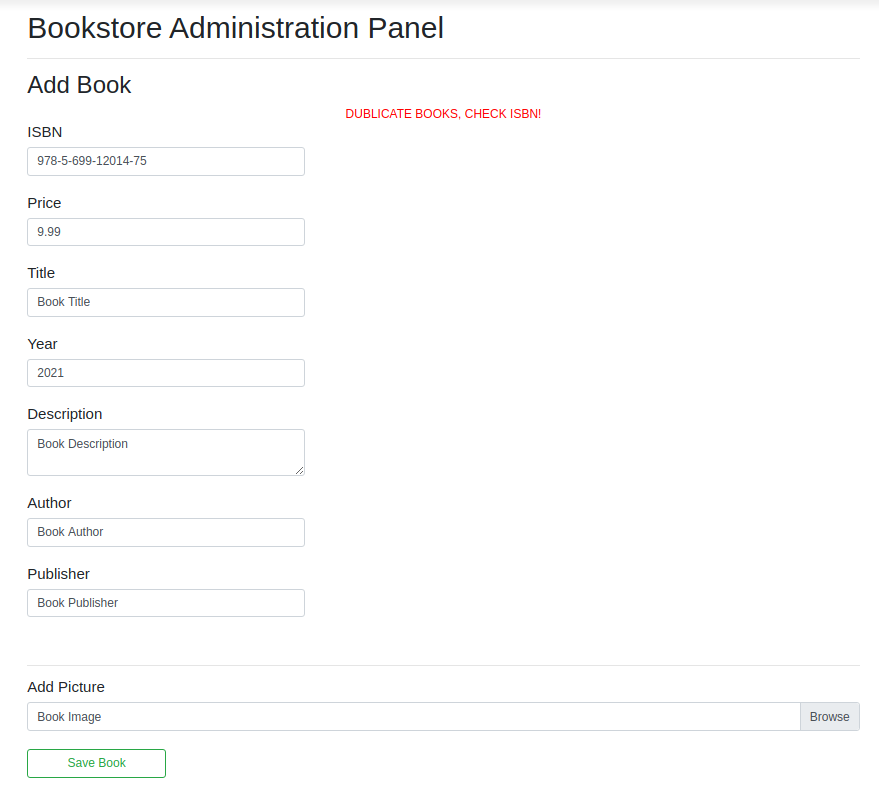 Bookstore Administration Panel
Add Book
DUBLICATE BOOKS, CHECK ISBN!
ISBN
978-5-699-12014-75
Price
9.99
Title
Book Title
Year
2021
Description
Book Description
Author
Book Author
Publisher
Book Publisher
Add Picture
Book Image Browse
Save Book